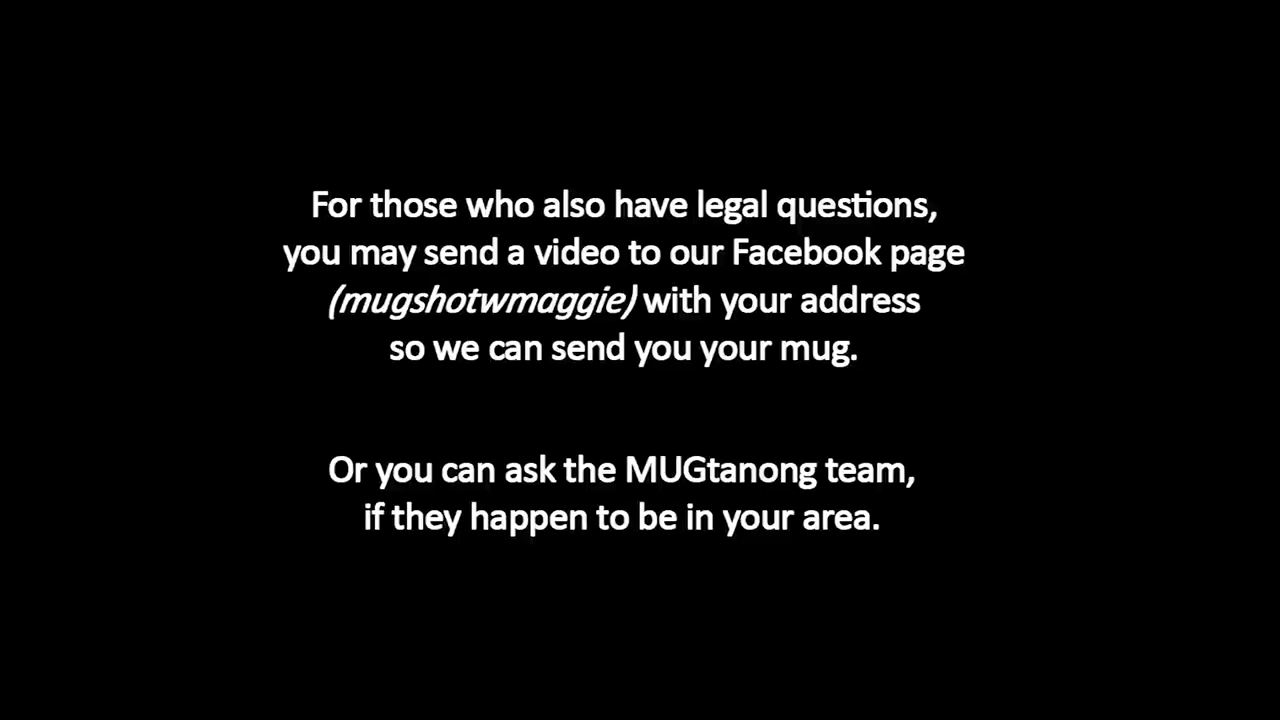 For those who also have legal questions,
you may send a video to our Facebook page
(mugshotwmaggie) with your address
so we can send you your mug.
Or you can ask the MUGtanong team,
if they happen to be in your area.